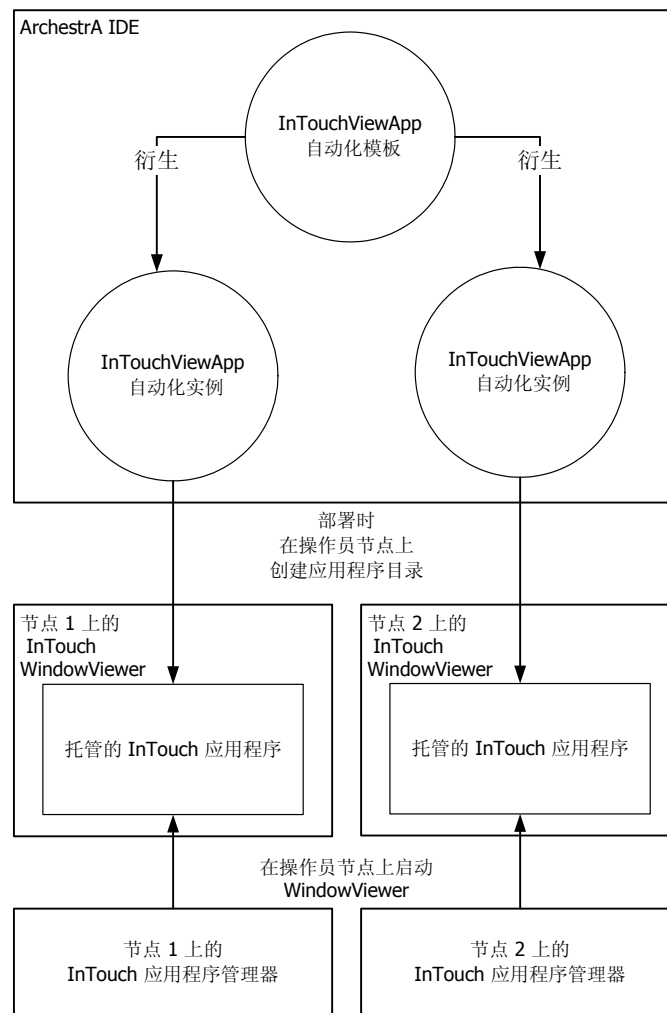 ArchestrA IDE
InTouchViewApp
自动化模板
衍生
衍生
InTouchViewApp
自动化实例
InTouchViewApp
自动化实例
部署时
在操作员节点上
创建应用程序目录
节点 1 上的
InTouch
WindowViewer
节点 2 上的
InTouch
WindowViewer
托管的 InTouch 应用程序
托管的 InTouch 应用程序
在操作员节点上启动
WindowViewer
节点 1 上的
InTouch 应用程序管理器
节点 2 上的
InTouch 应用程序管理器